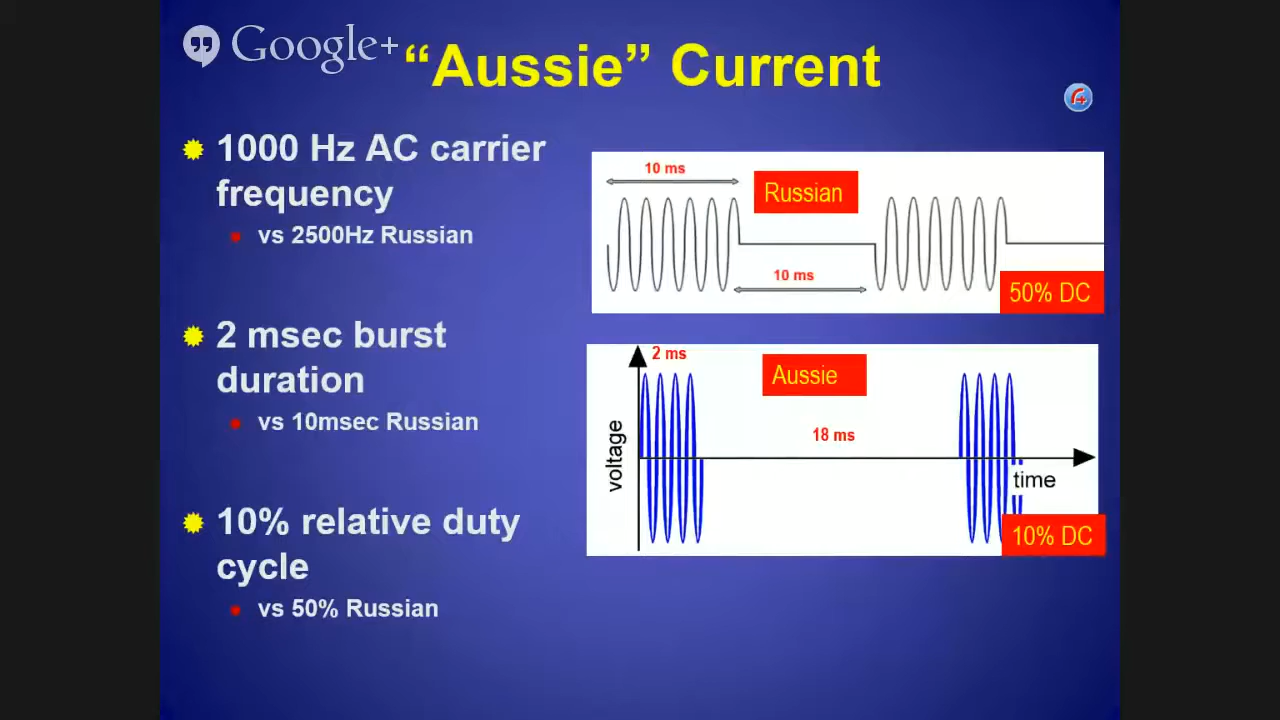 Google+
“Aussie” Current
1000 Hz AC carrier
frequency
vs 2500Hz Russian
2 msec burst
duration
vs 10msec Russian
10% relative duty
cycle
vs 50% Russian
10 ms
Russian
10 ms
50% DC
2 ms
Aussie
18 ms
voltage
time
10% DC